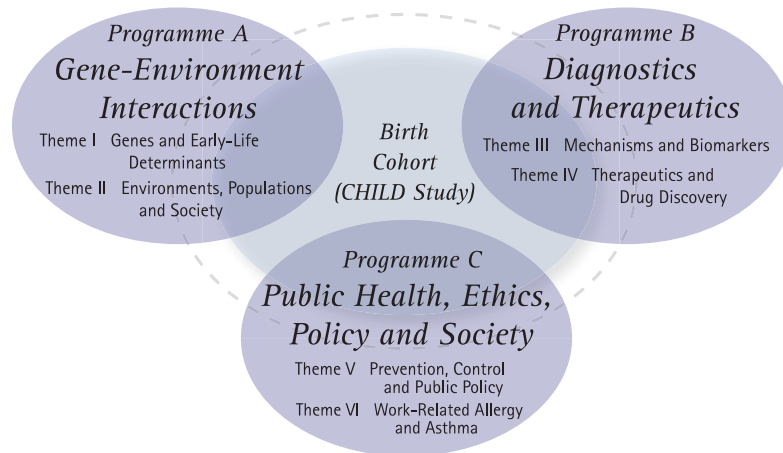 Programme A
Gene-Environment
Interactions
Theme I Genes and Early-Life
Determinants
Theme II Environments, Populations
and Society
Birth
Cohort
(CHILD Study)
Programme B
Diagnostics
and Therapeutics
Theme III Mechanisms and Biomarkers
Theme IV Therapeutics and
Drug Discovery
Programme C
Public Health, Ethics,
Policy and Society
Theme V Prevention, Control
and Public Policy
Theme VI Work-Related Allergy
and Asthma